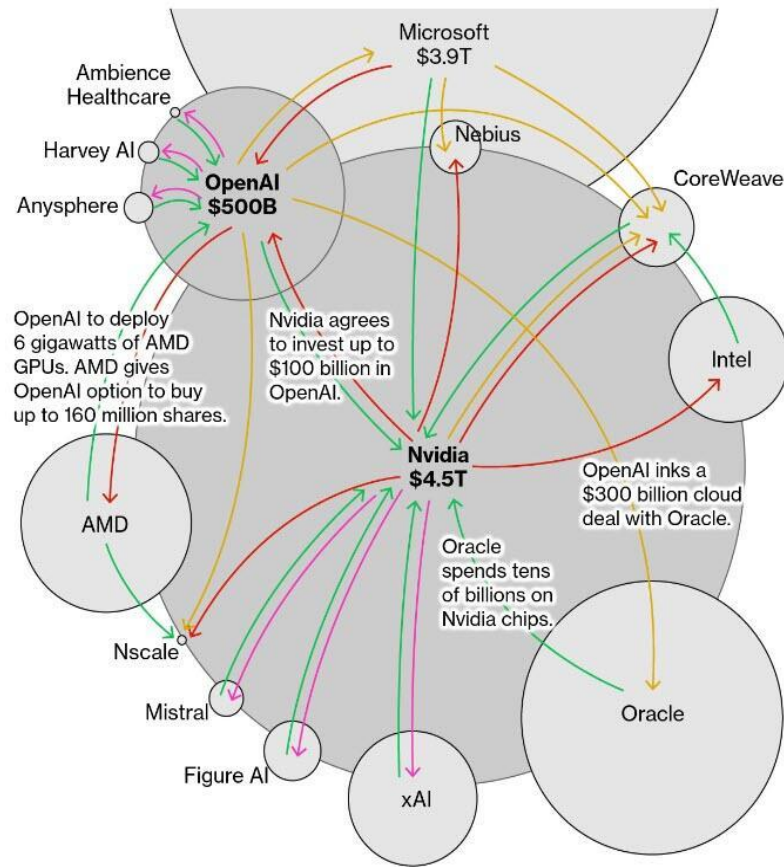 Microsoft
$3.9T
Ambience
Healthcare
Nebius
Harvey AI
OpenAI
$500B
CoreWeave
Anysphere
OpenAI to deploy
6 gigawatts of AMD
GPUs. AMD gives
OpenAI option to buy
up to 160 million shares.
Nvidia agrees
to invest up to
$100 billion in
OpenAI.
Intel
Nvidia
$4.5T
OpenAI inks a
$300 billion cloud
deal with Oracle.
AMD
Oracle
spends tens
of billions on
Nvidia chips.
Nscale
Mistral
Oracle
Figure AI
xAI